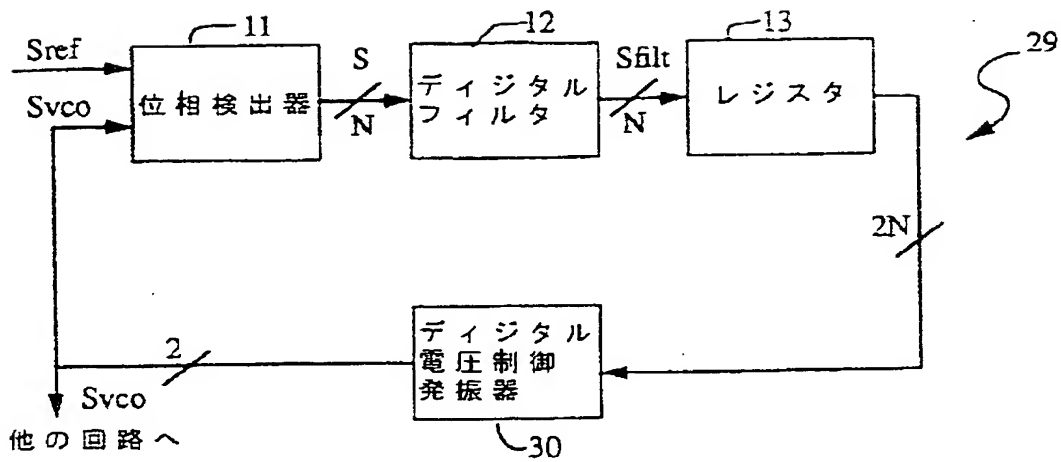 11
12
13
29
Sref
Svco
位相検出器
S
N
ディジタル
フィルタ
Sfilt
N
レジスタ
2N
ディジタル
電圧制御
発振器
30
2
Svco
他の回路へ